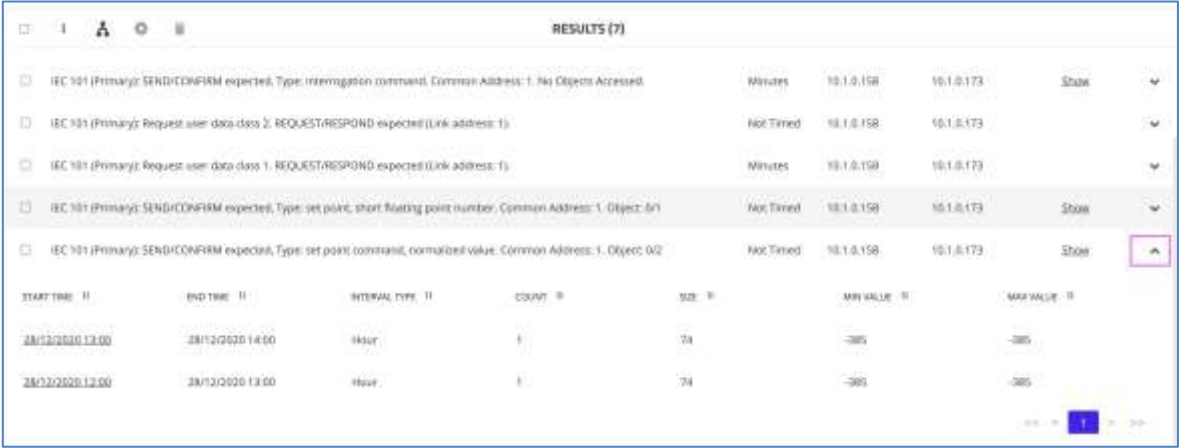 RESULTS (7)
IEC 101 (Primary): SEND/CONFIRM expected, Type: interrogation command. Common Address: 1. No Objects Accessed. Minutes 10.1.0.158 10.1.0.173 Show
IEC 101 (Primary): Request user data class 2. REQUEST/RESPOND expected (Link address: 1). Not Timed 10.1.0.158 10.1.0.173
IEC 101 (Primary): Request user data class 1. REQUEST/RESPOND expected (Link address: 1). Minutes 10.1.0.158 10.1.0.173
IEC 101 (Primary): SEND/CONFIRM expected, Type: set point, short floating point number. Common Address: 1. Object: 0/1 Not Timed 10.1.0.158 10.1.0.173 Show
IEC 101 (Primary): SEND/CONFIRM expected, Type: set point command, normalized value. Common Address: 1. Object: 0/2 Not Timed 10.1.0.158 10.1.0.173 Show
START TIME END TIME INTERVAL TYPE COUNT SIZE MIN VALUE MAX VALUE
28/12/2020 13:00 28/12/2020 14:00 Hour 1 74 -385 -385
28/12/2020 12:00 28/12/2020 13:00 Hour 1 74 -385 -385
<< < 1 > >>